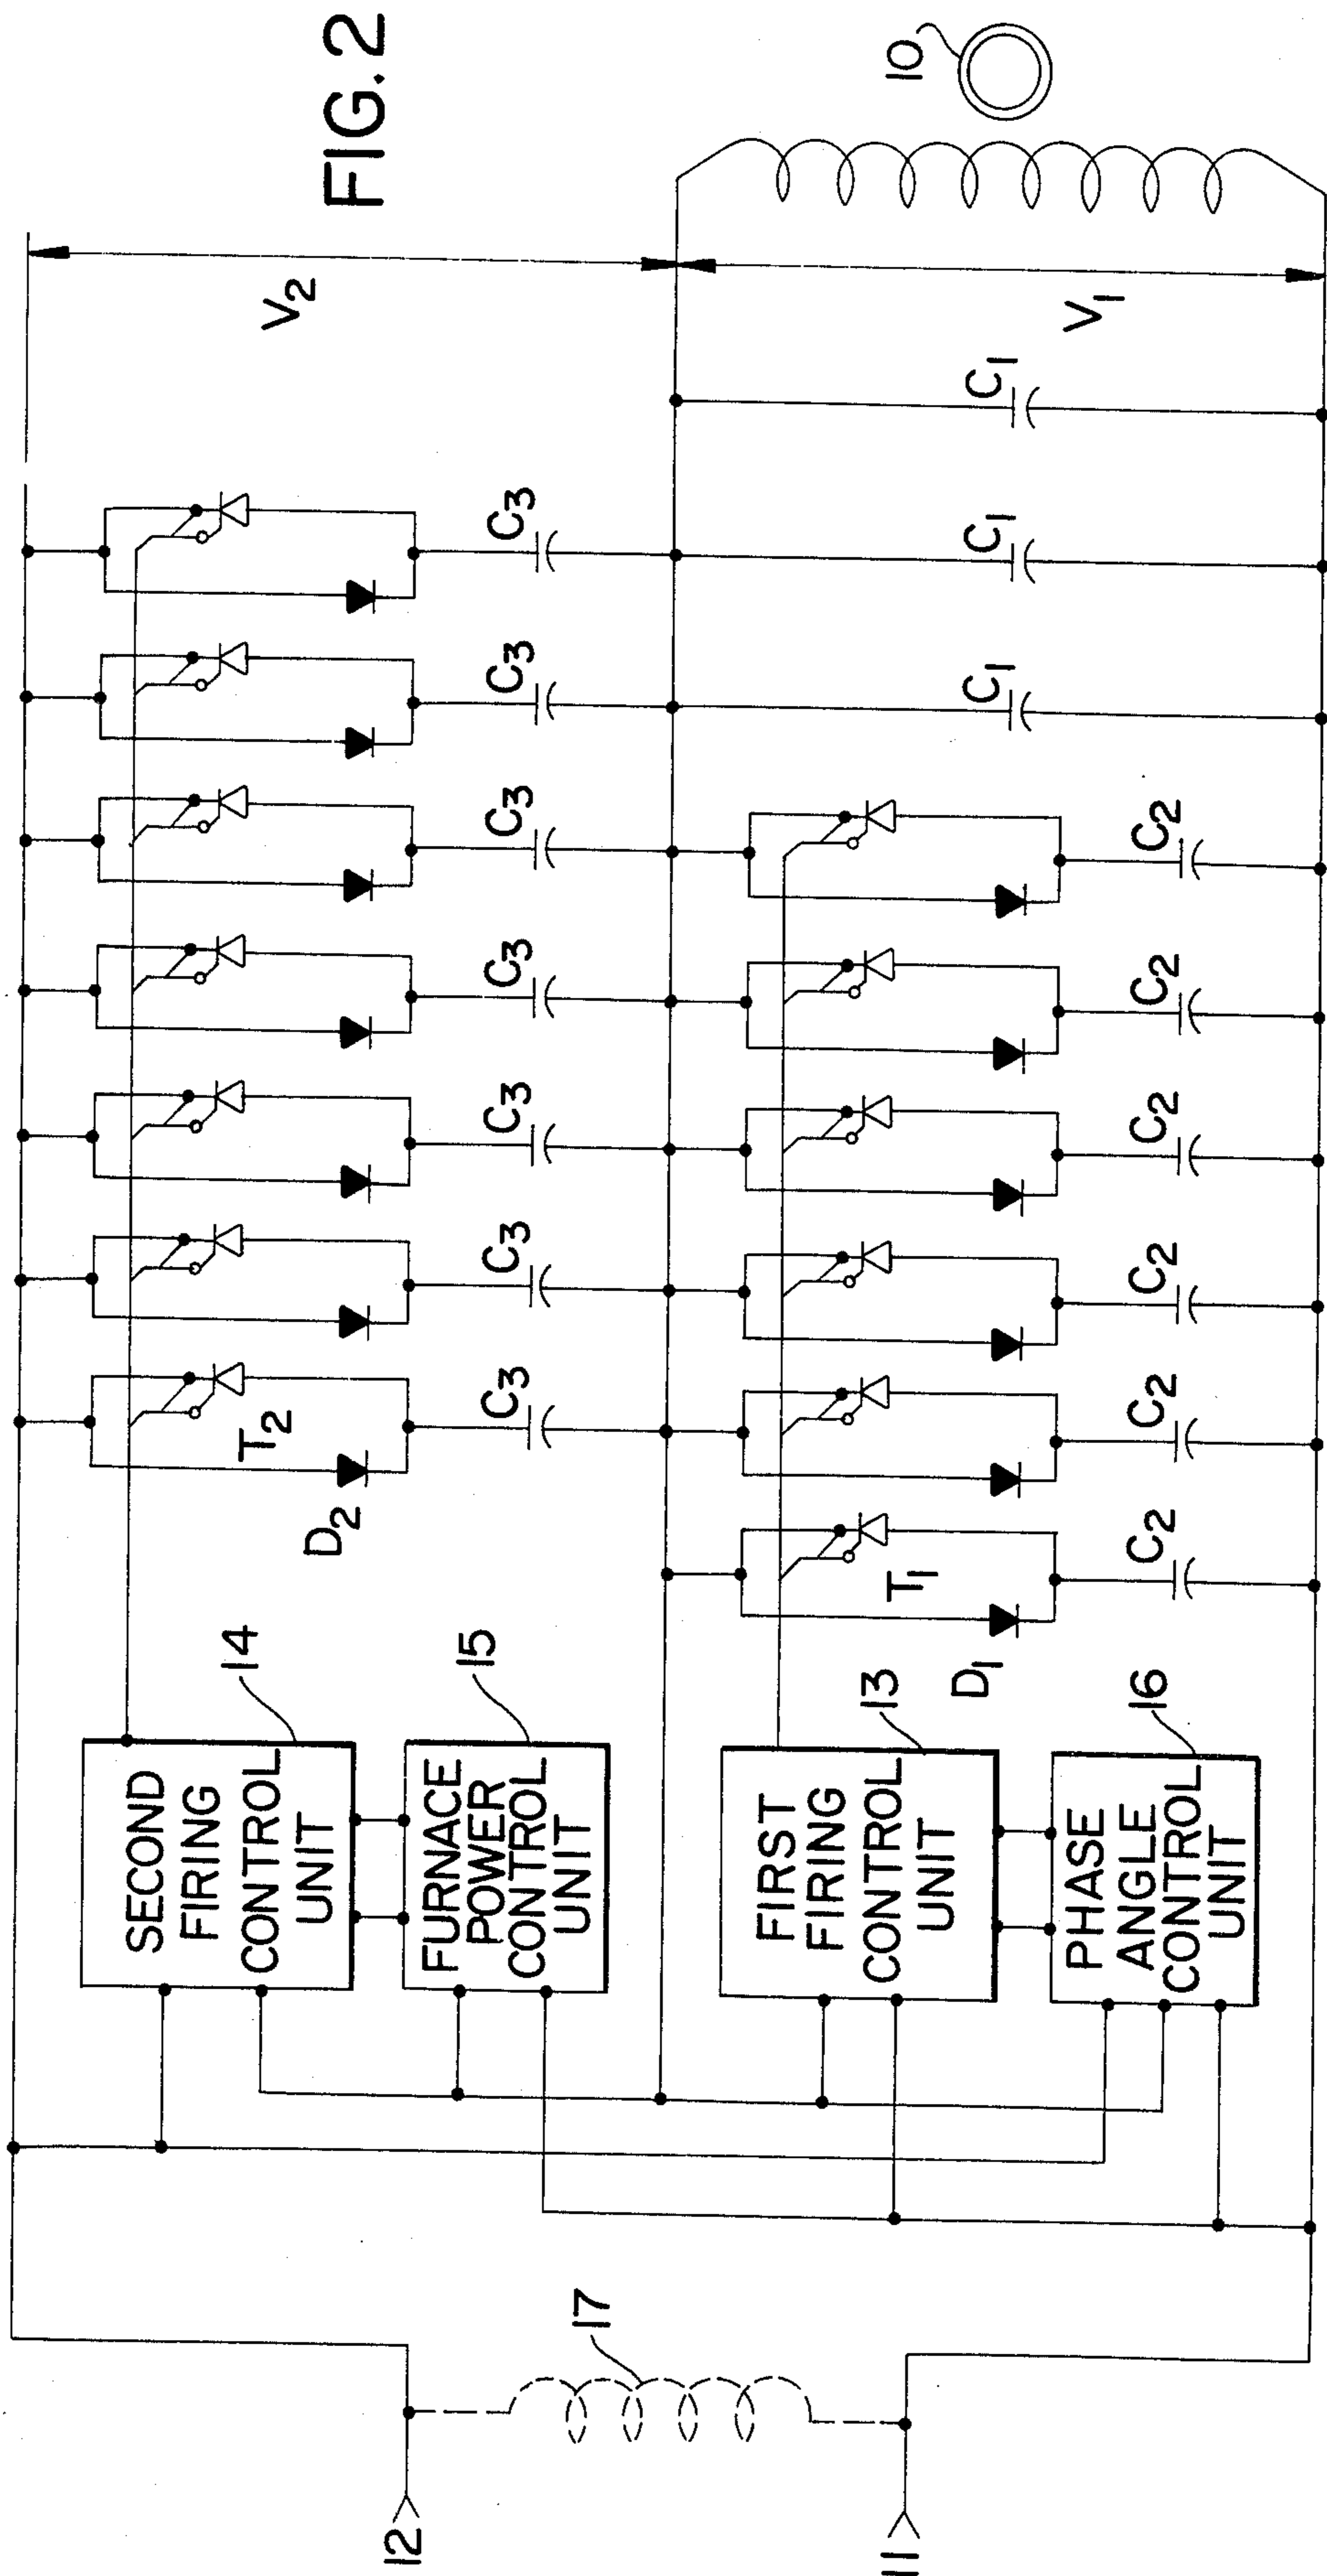 FIG. 2
10
V2
V1
C1
C1
C1
C3
C3
C3
C3
C3
C3
C3
C2
C2
C2
C2
C2
C2
T2
D2
T1
D1
14
SECOND
FIRING
CONTROL
UNIT
15
FURNACE
POWER
CONTROL
UNIT
13
FIRST
FIRING
CONTROL
UNIT
16
PHASE
ANGLE
CONTROL
UNIT
17
12
11